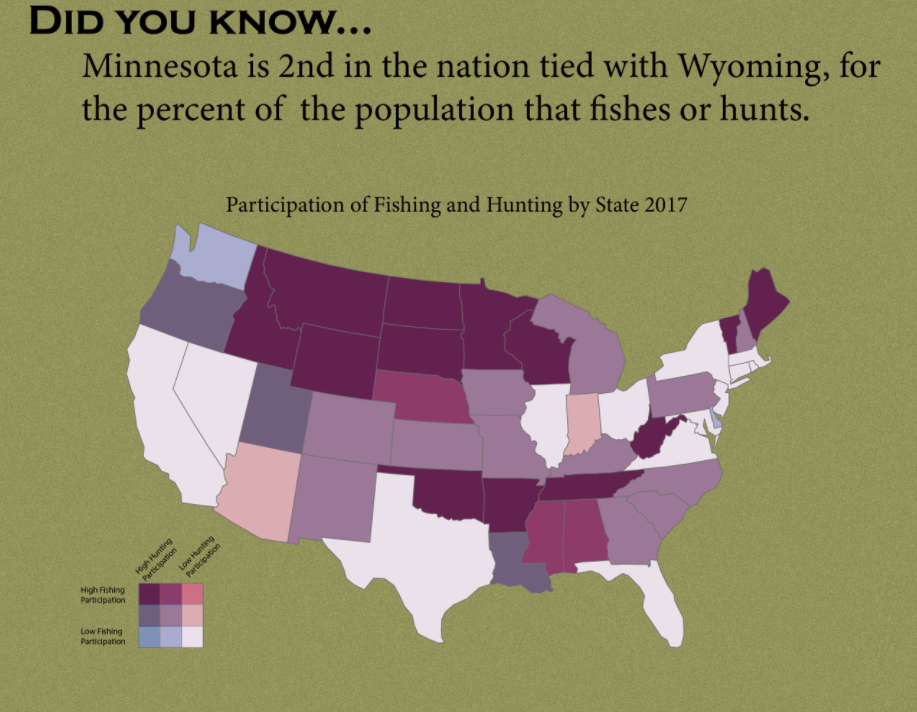 DID YOU KNOW...
Minnesota is 2nd in the nation tied with Wyoming, for
the percent of the population that fishes or hunts.
Participation of Fishing and Hunting by State 2017
High Hunting
Participation
Low Hunting
Participation
High Fishing
Participation
Low Fishing
Participation